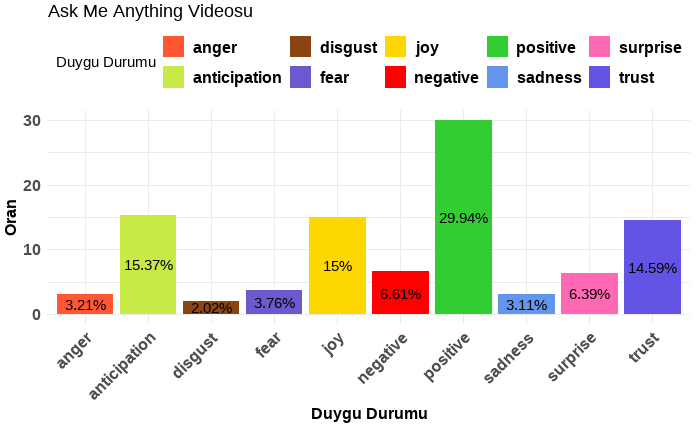 Ask Me Anything Videosu
Duygu Durumu
anger disgust joy positive surprise
anticipation fear negative sadness trust
Oran
30
20
10
0
3.21% 15.37% 2.02% 3.76% 15% 6.61% 29.94% 3.11% 6.39% 14.59%
anger anticipation disgust fear joy negative positive sadness surprise trust
Duygu Durumu